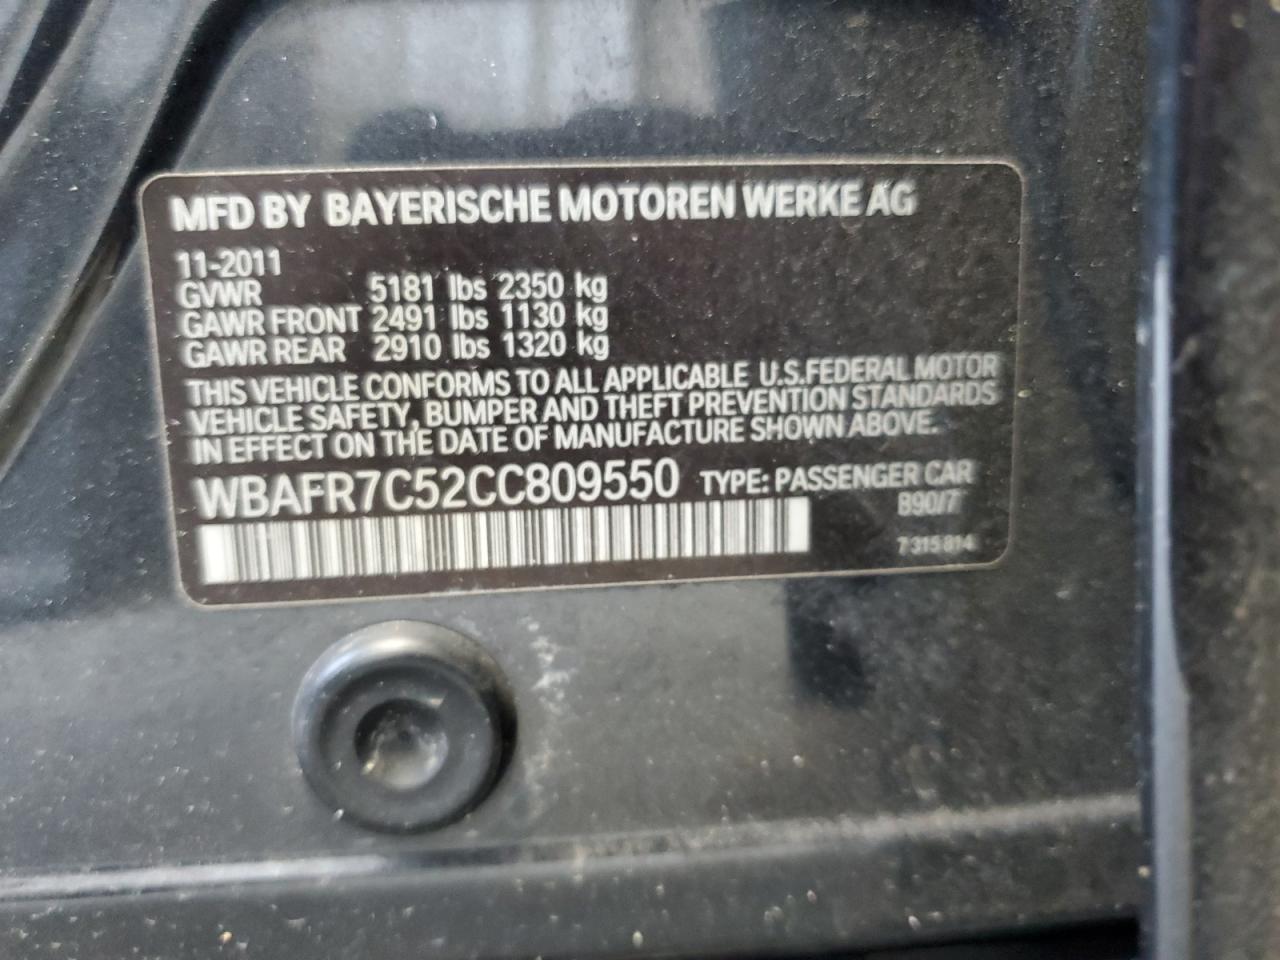 MFD BY BAYERISCHE MOTOREN WERKE AG
11-2011
GVWR 5181 lbs 2350 kg
GAWR FRONT 2491 lbs 1130 kg
GAWR REAR 2910 lbs 1320 kg
THIS VEHICLE CONFORMS TO ALL APPLICABLE U.S.FEDERAL MOTOR
VEHICLE SAFETY, BUMPER AND THEFT PREVENTION STANDARDS
IN EFFECT ON THE DATE OF MANUFACTURE SHOWN ABOVE.
WBAFR7C52CC809550 TYPE: PASSENGER CAR
B90/7
7 315 814